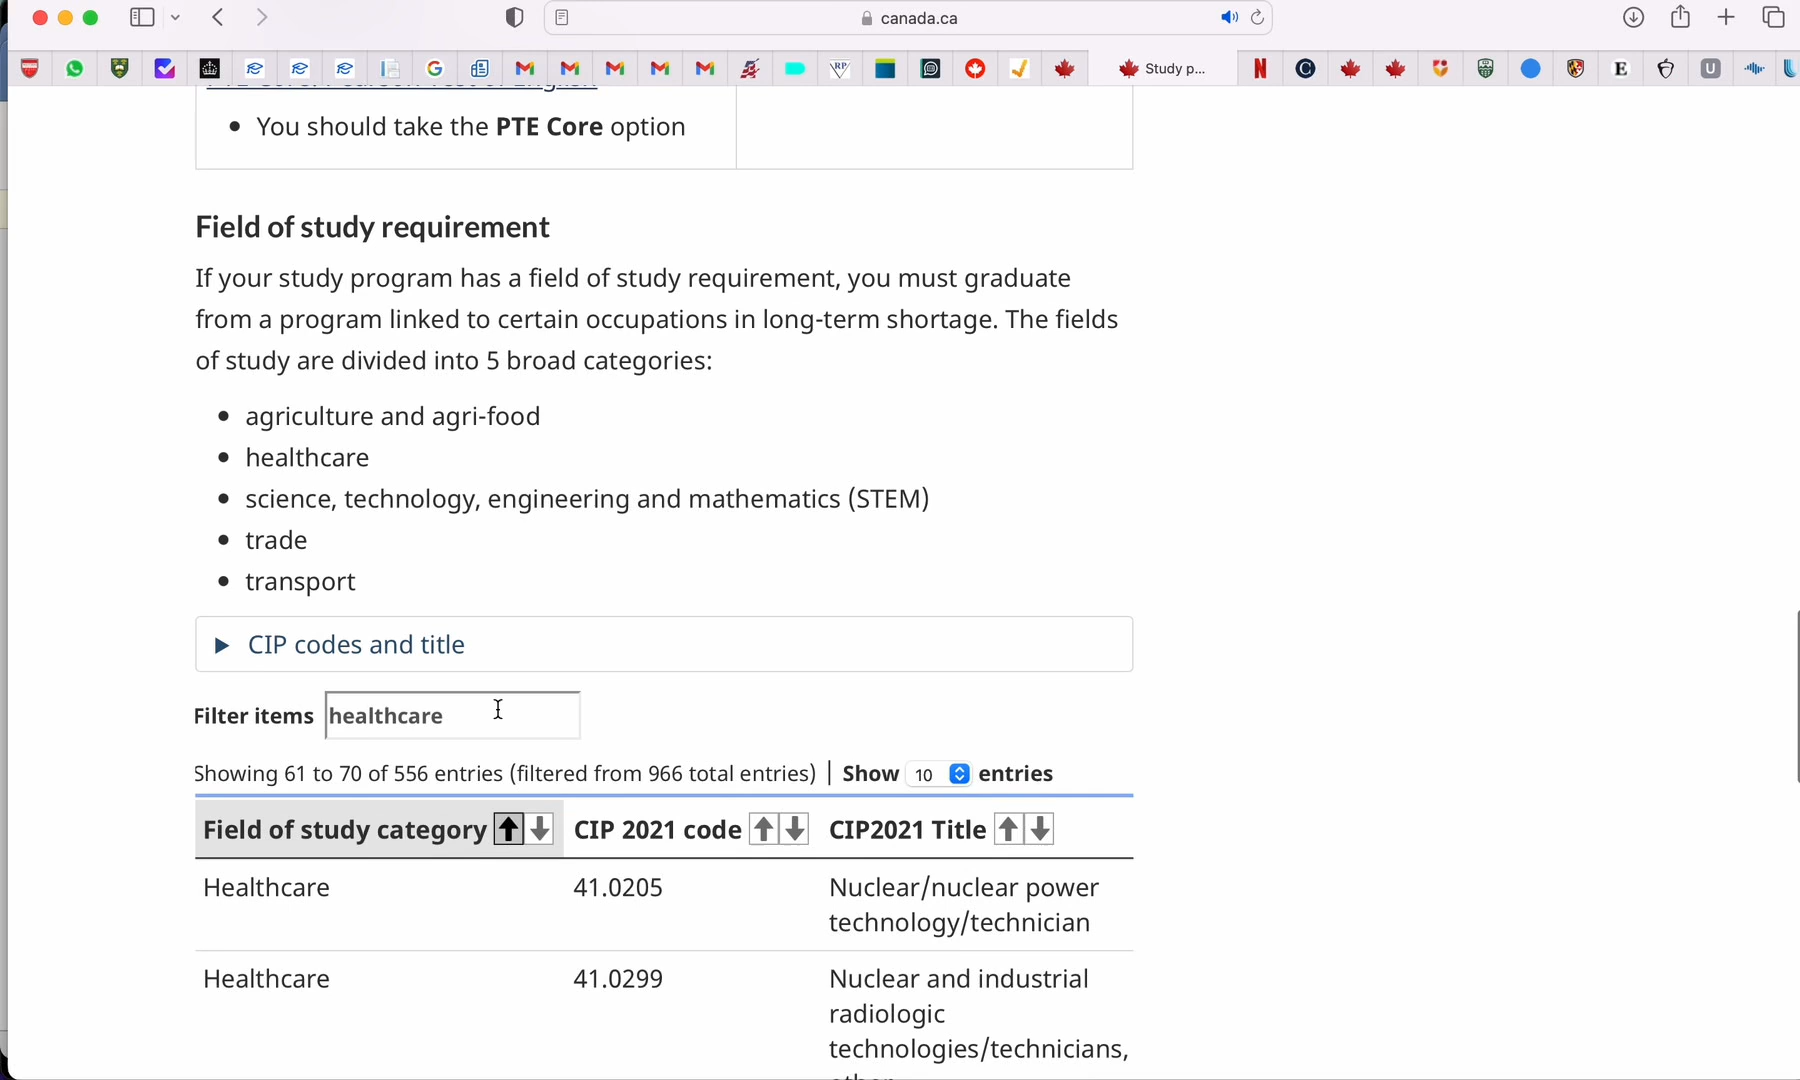 canada.ca
Study p...
N
RP
C
E
U
You should take the PTE Core option
Field of study requirement
If your study program has a field of study requirement, you must graduate
from a program linked to certain occupations in long-term shortage. The fields
of study are divided into 5 broad categories:
agriculture and agri-food
healthcare
science, technology, engineering and mathematics (STEM)
trade
transport
CIP codes and title
Filter items healthcare
Showing 61 to 70 of 556 entries (filtered from 966 total entries) | Show 10 entries
Field of study category CIP 2021 code CIP2021 Title
Healthcare 41.0205 Nuclear/nuclear power
technology/technician
Healthcare 41.0299 Nuclear and industrial
radiologic
technologies/technicians,